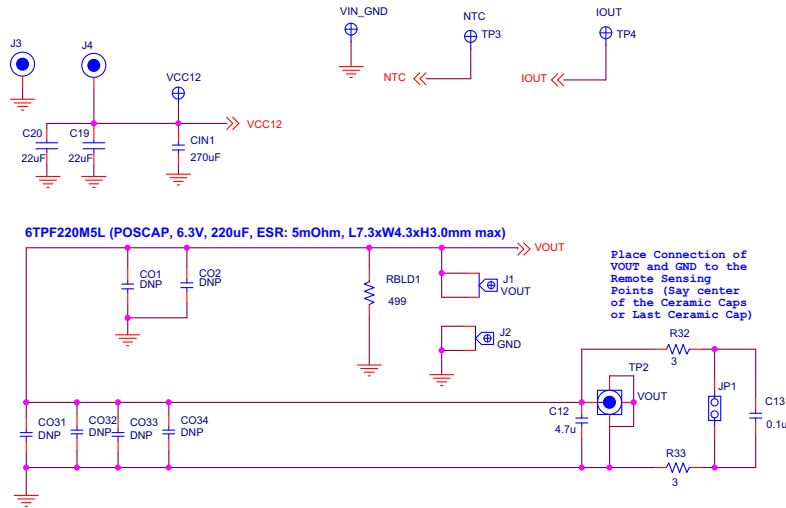 VIN_GND
NTC
IOUT
J3
J4
TP3
TP4
VCC12
NTC
IOUT
VCC12
C20
C19
CIN1
22uF
22uF
270uF
6TPF220M5L (POSCAP, 6.3V, 220uF, ESR: 5mOhm, L7.3xW4.3xH3.0mm max)
VOUT
Place Connection of
VOUT and GND to the
Remote Sensing
Points (Say center
of the Ceramic Caps
or Last Ceramic Cap)
CO1
DNP
CO2
DNP
RBLD1
499
J1
VOUT
J2
GND
R32
3
TP2
VOUT
JP1
C13
0.1u
C12
4.7u
CO31
DNP
CO32
DNP
CO33
DNP
CO34
DNP
R33
3